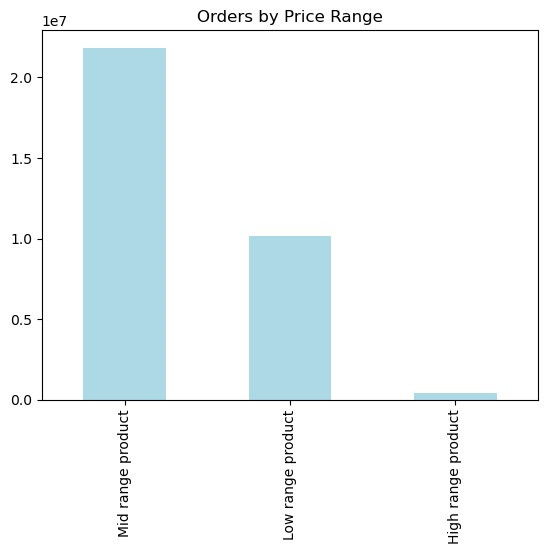 Orders by Price Range
1e7
2.0
1.5
1.0
0.5
0.0
Mid range product
Low range product
High range product